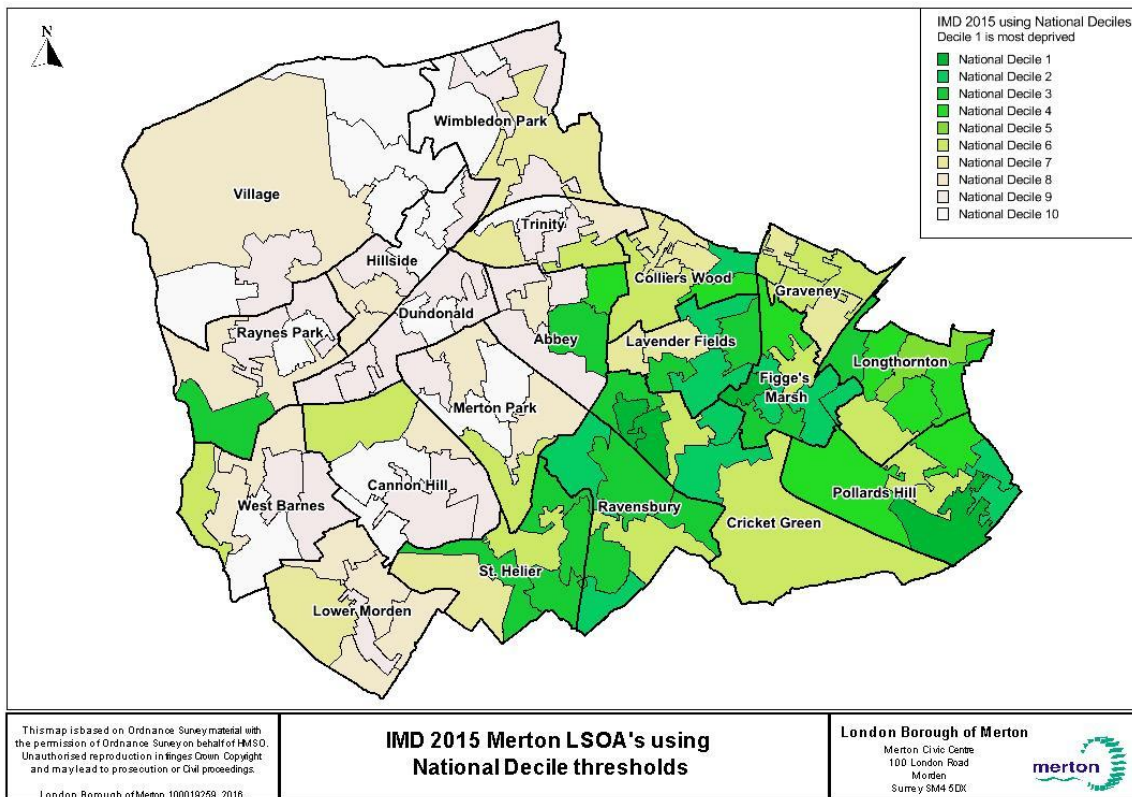 N
IMD 2015 using National Deciles
Decile 1 is most deprived
National Decile 1
National Decile 2
National Decile 3
National Decile 4
National Decile 5
National Decile 6
National Decile 7
National Decile 8
National Decile 9
National Decile 10
Wimbledon Park
Village
Trinity
Hillside
Colliers Wood
Graveney
Dundonald
Raynes Park
Abbey
Lavender Fields
Longthornton
Figge's
Marsh
Merton Park
Cannon Hill
Pollards Hill
West Barnes
Ravensbury
Cricket Green
St. Helier
Lower Morden
This map is based on Ordnance Survey material with
the permission of Ordnance Survey on behalf of HMSO.
Unauthorised reproduction infringes Crown Copyright
and may lead to prosecution or Civil proceedings.
London Borough of Merton 100019259. 2016
IMD 2015 Merton LSOA's using
National Decile thresholds
London Borough of Merton
Merton Civic Centre
100 London Road
Morden
Surrey SM4 5DX
merton